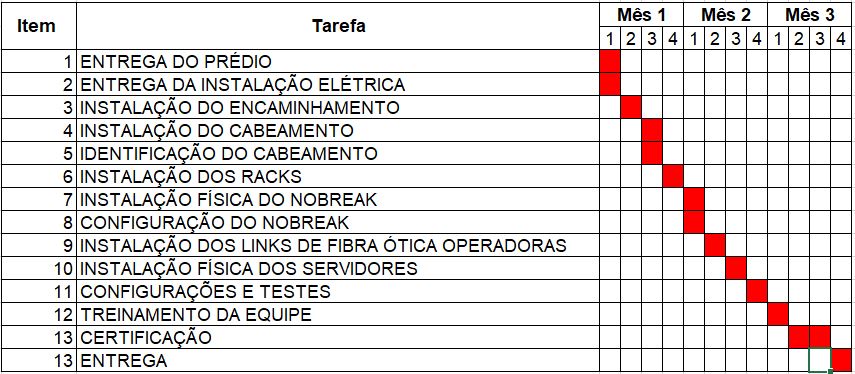 Item Tarefa Mês 1 Mês 2 Mês 3
1 2 3 4 1 2 3 4 1 2 3 4
1 ENTREGA DO PRÉDIO
2 ENTREGA DA INSTALAÇÃO ELÉTRICA
3 INSTALAÇÃO DO ENCAMINHAMENTO
4 INSTALAÇÃO DO CABEAMENTO
5 IDENTIFICAÇÃO DO CABEAMENTO
6 INSTALAÇÃO DOS RACKS
7 INSTALAÇÃO FÍSICA DO NOBREAK
8 CONFIGURAÇÃO DO NOBREAK
9 INSTALAÇÃO DOS LINKS DE FIBRA ÓTICA OPERADORAS
10 INSTALAÇÃO FÍSICA DOS SERVIDORES
11 CONFIGURAÇÕES E TESTES
12 TREINAMENTO DA EQUIPE
13 CERTIFICAÇÃO
13 ENTREGA